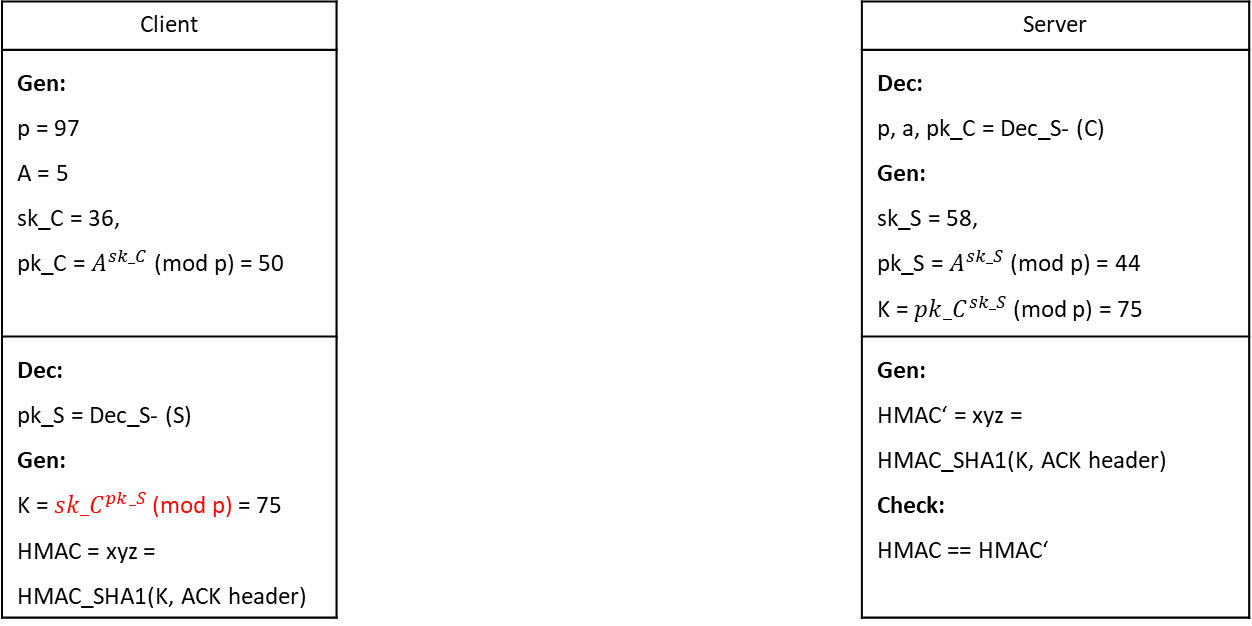 Client
Gen:
p = 97
A = 5
sk_C = 36,
pk_C = A^{sk_C} (mod p) = 50
Dec:
pk_S = Dec_S- (S)
Gen:
K = sk_C^{pk_S} (mod p) = 75
HMAC = xyz =
HMAC_SHA1(K, ACK header)
Server
Dec:
p, a, pk_C = Dec_S- (C)
Gen:
sk_S = 58,
pk_S = A^{sk_S} (mod p) = 44
K = pk_C^{sk_S} (mod p) = 75
Gen:
HMAC‘ = xyz =
HMAC_SHA1(K, ACK header)
Check:
HMAC == HMAC‘